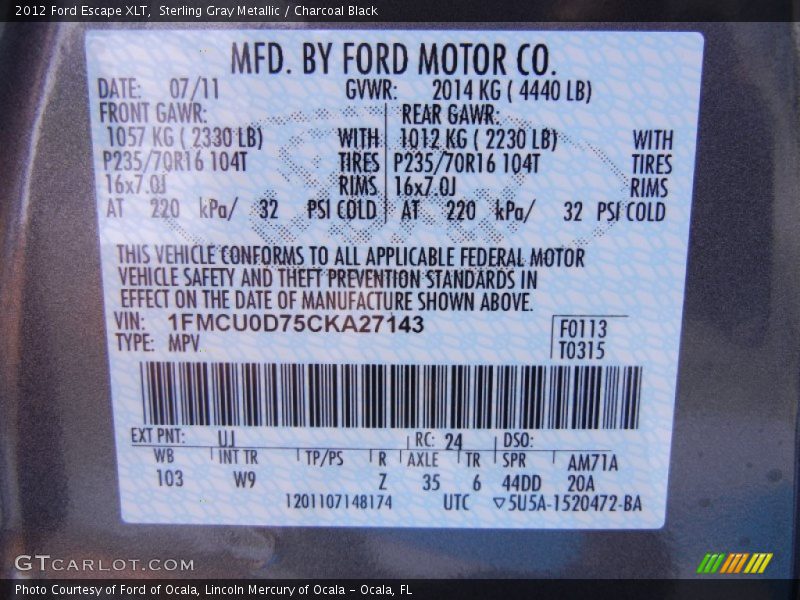 2012 Ford Escape XLT, Sterling Gray Metallic / Charcoal Black
MFD. BY FORD MOTOR CO.
DATE: 07/11 GVWR: 2014 KG ( 4440 LB)
FRONT GAWR: REAR GAWR:
1057 KG ( 2330 LB) WITH 1012 KG ( 2230 LB) WITH
P235/70R16 104T TIRES P235/70R16 104T TIRES
16x7.0J RIMS 16x7.0J RIMS
AT 220 kPa/ 32 PSI COLD AT 220 kPa/ 32 PSI COLD
THIS VEHICLE CONFORMS TO ALL APPLICABLE FEDERAL MOTOR
VEHICLE SAFETY AND THEFT PREVENTION STANDARDS IN
EFFECT ON THE DATE OF MANUFACTURE SHOWN ABOVE.
VIN: 1FMCU0D75CKA27143 F0113
TYPE: MPV T0315
EXT PNT: UJ RC: 24 DSO:
WB INT TR TP/PS R AXLE TR SPR AM71A
103 W9 Z 35 6 44DD 20A
1201107148174 UTC ▽5U5A-1520472-BA
GTCARLOT.COM
Photo Courtesy of Ford of Ocala, Lincoln Mercury of Ocala - Ocala, FL